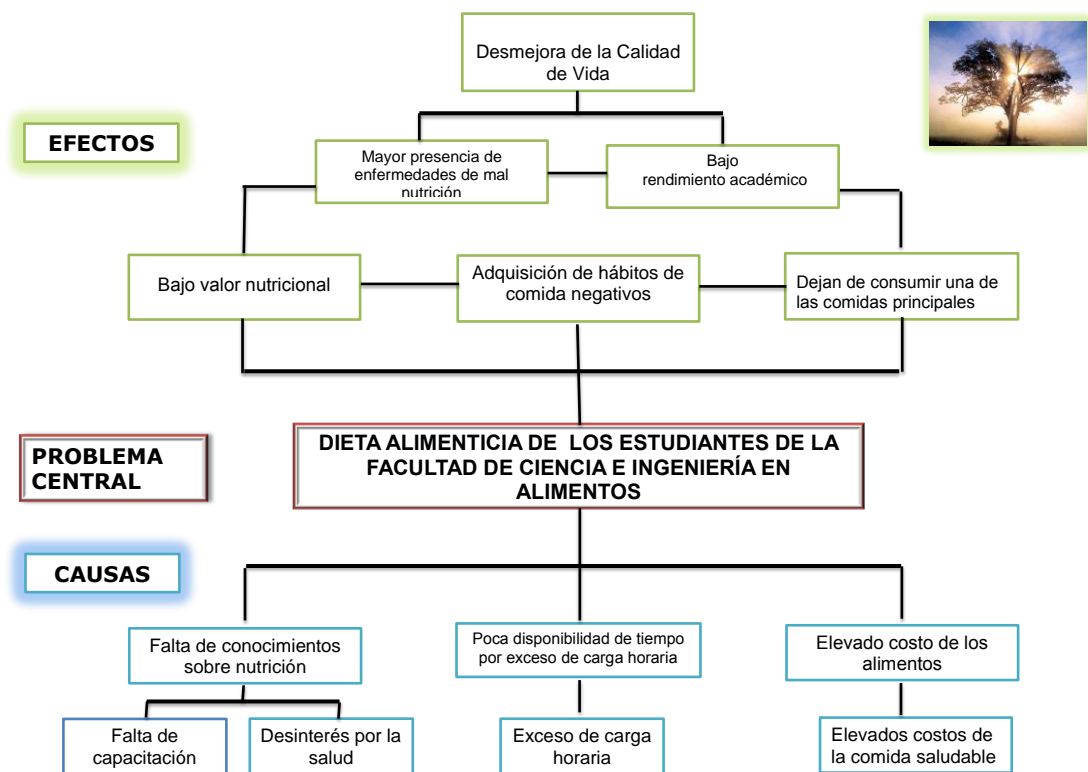 Desmejora de la Calidad
de Vida
EFECTOS
Mayor presencia de
enfermedades de mal
nutrición
Bajo
rendimiento académico
Bajo valor nutricional
Adquisición de hábitos de
comida negativos
Dejan de consumir una de
las comidas principales
PROBLEMA
CENTRAL
DIETA ALIMENTICIA DE LOS ESTUDIANTES DE LA
FACULTAD DE CIENCIA E INGENIERÍA EN
ALIMENTOS
CAUSAS
Falta de conocimientos
sobre nutrición
Poca disponibilidad de tiempo
por exceso de carga horaria
Elevado costo de los
alimentos
Falta de
capacitación
Desinterés por la
salud
Exceso de carga
horaria
Elevados costos de
la comida saludable